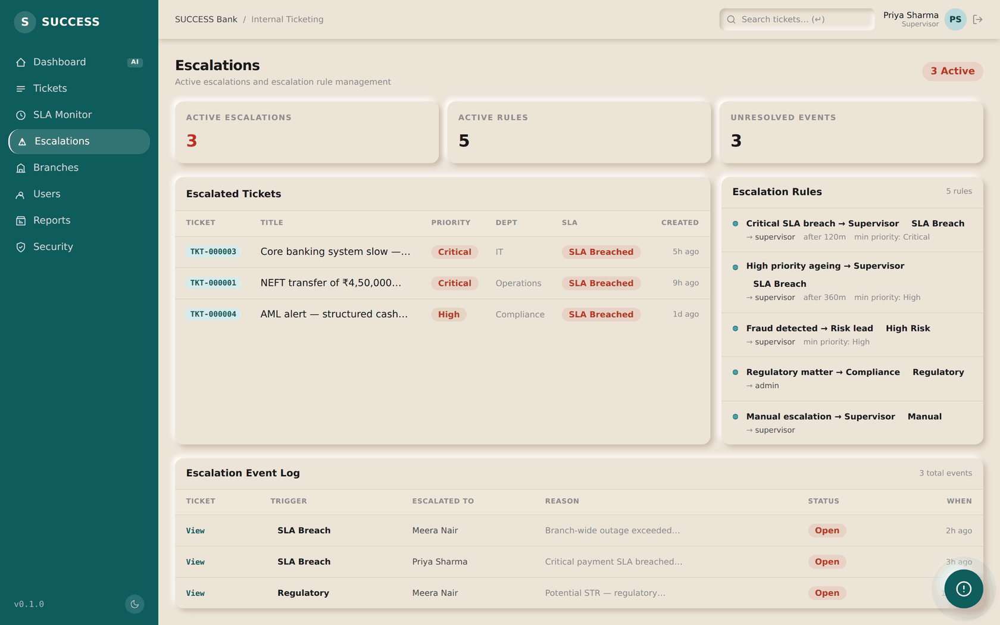 S SUCCESS
Dashboard AI
Tickets
SLA Monitor
Escalations
Branches
Users
Reports
Security
v0.1.0
SUCCESS Bank / Internal Ticketing
Search tickets… (↵)
Priya Sharma
Supervisor
PS
Escalations
Active escalations and escalation rule management
3 Active
ACTIVE ESCALATIONS
3
ACTIVE RULES
5
UNRESOLVED EVENTS
3
Escalated Tickets
TICKET TITLE PRIORITY DEPT SLA CREATED
TKT-000003 Core banking system slow —… Critical IT SLA Breached 5h ago
TKT-000001 NEFT transfer of ₹4,50,000… Critical Operations SLA Breached 9h ago
TKT-000004 AML alert — structured cash… High Compliance SLA Breached 1d ago
Escalation Rules 5 rules
Critical SLA breach → Supervisor SLA Breach
→ supervisor after 120m min priority: Critical
High priority ageing → Supervisor
SLA Breach
→ supervisor after 360m min priority: High
Fraud detected → Risk lead High Risk
→ supervisor min priority: High
Regulatory matter → Compliance Regulatory
→ admin
Manual escalation → Supervisor Manual
→ supervisor
Escalation Event Log 3 total events
TICKET TRIGGER ESCALATED TO REASON STATUS WHEN
View SLA Breach Meera Nair Branch-wide outage exceeded… Open 2h ago
View SLA Breach Priya Sharma Critical payment SLA breached… Open 3h ago
View Regulatory Meera Nair Potential STR — regulatory… Open